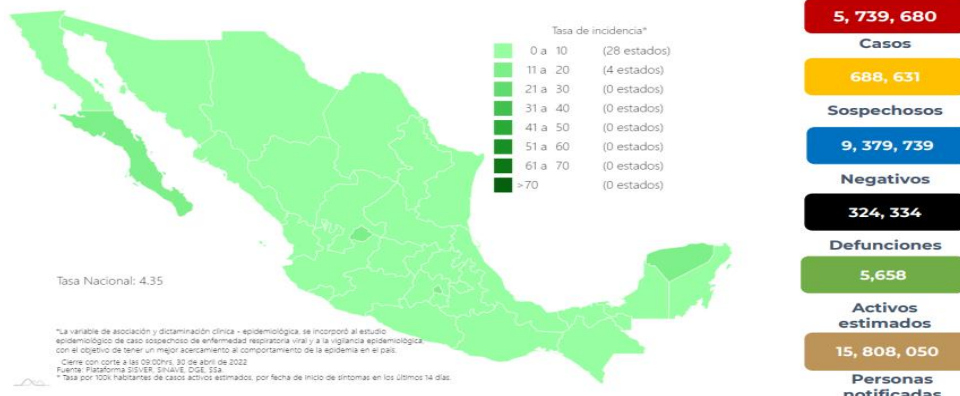 Tasa de incidencia*
0 a 10 (28 estados)
11 a 20 (4 estados)
21 a 30 (0 estados)
31 a 40 (0 estados)
41 a 50 (0 estados)
51 a 60 (0 estados)
61 a 70 (0 estados)
>70 (0 estados)
Tasa Nacional: 4.35
*La variable de asociación y dictaminación clínica - epidemiológica, se incorporó al estudio
epidemiológico de caso sospechoso de enfermedad respiratoria viral y a la vigilancia epidemiológica,
con el objetivo de tener un mejor acercamiento al comportamiento de la epidemia en el país.
Cierre con corte a las 09:00hrs, 30 de abril de 2022
Fuente: Plataforma SISVER, SINAVE, DGE, SSa.
* Tasa por 100k habitantes de casos activos estimados, por fecha de inicio de síntomas en los últimos 14 días.
5, 739, 680
Casos
688, 631
Sospechosos
9, 379, 739
Negativos
324, 334
Defunciones
5,658
Activos
estimados
15, 808, 050
Personas
notificadas